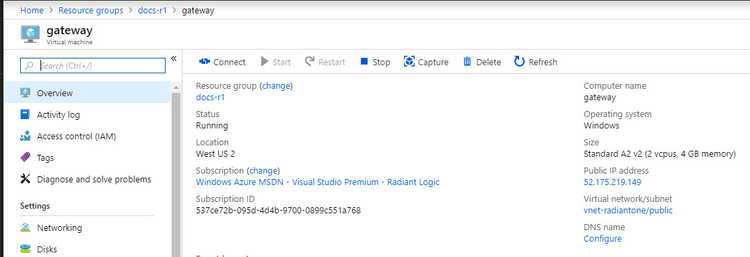 Home > Resource groups > docs-r1 > gateway
gateway
Virtual machine
Search (Ctrl+/)
Overview
Activity log
Access control (IAM)
Tags
Diagnose and solve problems
Settings
Networking
Disks
Connect Start Restart Stop Capture Delete Refresh
Resource group (change)
docs-r1
Status
Running
Location
West US 2
Subscription (change)
Windows Azure MSDN - Visual Studio Premium - Radiant Logic
Subscription ID
537ce72b-095d-4d4b-9700-0899c551a768
Computer name
gateway
Operating system
Windows
Size
Standard A2 v2 (2 vcpus, 4 GB memory)
Public IP address
52.175.219.149
Virtual network/subnet
vnet-radiantone/public
DNS name
Configure